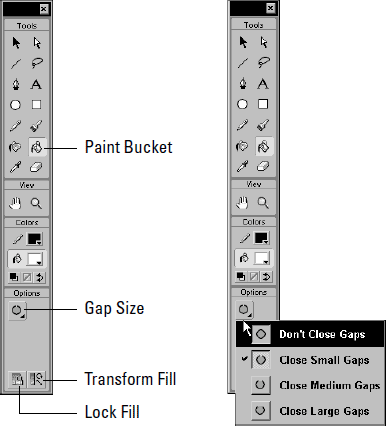 Tools
A
Paint Bucket
View
Colors
Options
Gap Size
Transform Fill
Lock Fill
Tools
A
View
Colors
Options
Don't Close Gaps
Close Small Gaps
Close Medium Gaps
Close Large Gaps